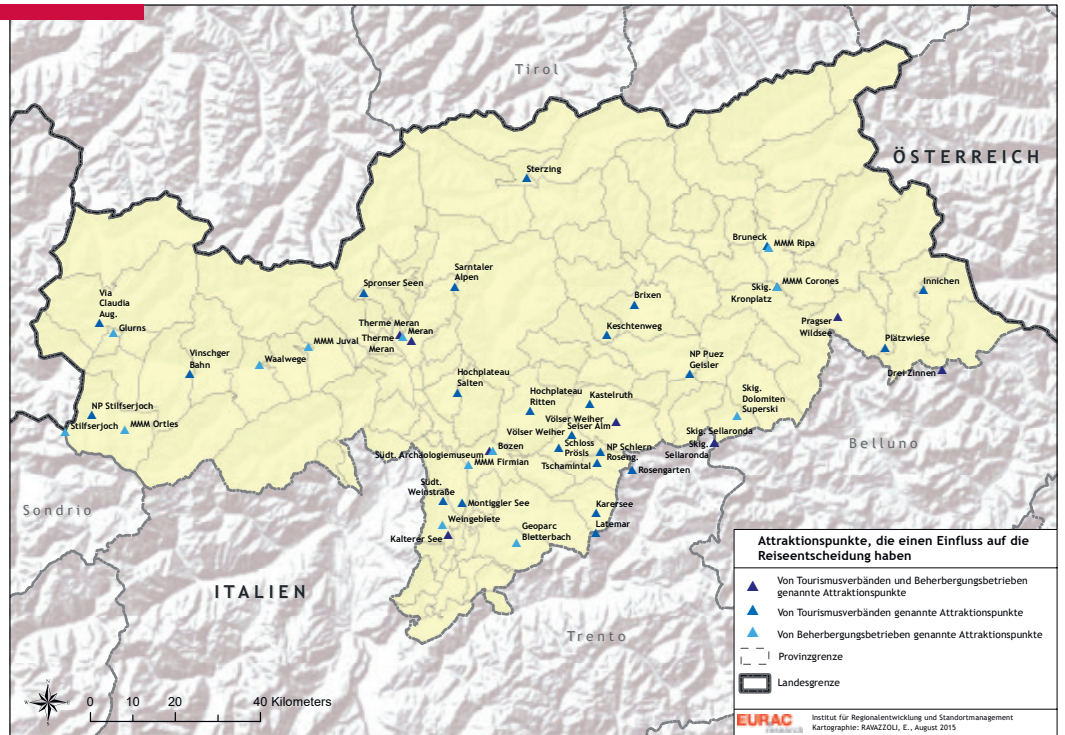 Tirol
ÖSTERREICH
Sterzing
Bruneck
MMM Ripa
Sarntaler
Alpen
Spronser Seen
Skig.
Kronplatz
MMM Corones
Innichen
Via
Claudia
Aug.
Glurns
Brixen
Pragser
Wildsee
Therme Meran
Meran
Therme
Meran
Keschtenweg
MMM Juval
Plätzwiese
Vinschger
Bahn
Waalwege
NP Puez
Geisler
Drei Zinnen
Hochplateau
Salten
Hochplateau
Ritten
Kastelruth
Skig.
Dolomiten
Superski
NP Stilfserjoch
Stilfserjoch
MMM Ortles
Völser Weiher
Völser Weiher
Seiser Alm
Skig. Sellaronda
Skig.
Sellaronda
Belluno
Bozen
Südt. Archäologiemuseum
MMM Firmian
Schloss
Prösls
NP Schlern
Roseng.
Tschamintal
Rosengarten
Südt.
Weinstraße
Montiggler See
Karersee
Sondrio
Weingebiete
Latemar
Kalterer See
Geoparc
Bletterbach
ITALIEN
Trento
Attraktionspunkte, die einen Einfluss auf die
Reiseentscheidung haben
Von Tourismusverbänden und Beherbergungsbetrieben
genannte Attraktionspunkte
Von Tourismusverbänden genannte Attraktionspunkte
Von Beherbergungsbetrieben genannte Attraktionspunkte
Provinzgrenze
Landesgrenze
N
0 10 20 40 Kilometers
EURAC
research
Institut für Regionalentwicklung und Standortmanagement
Kartographie: RAVAZZOLI, E., August 2015